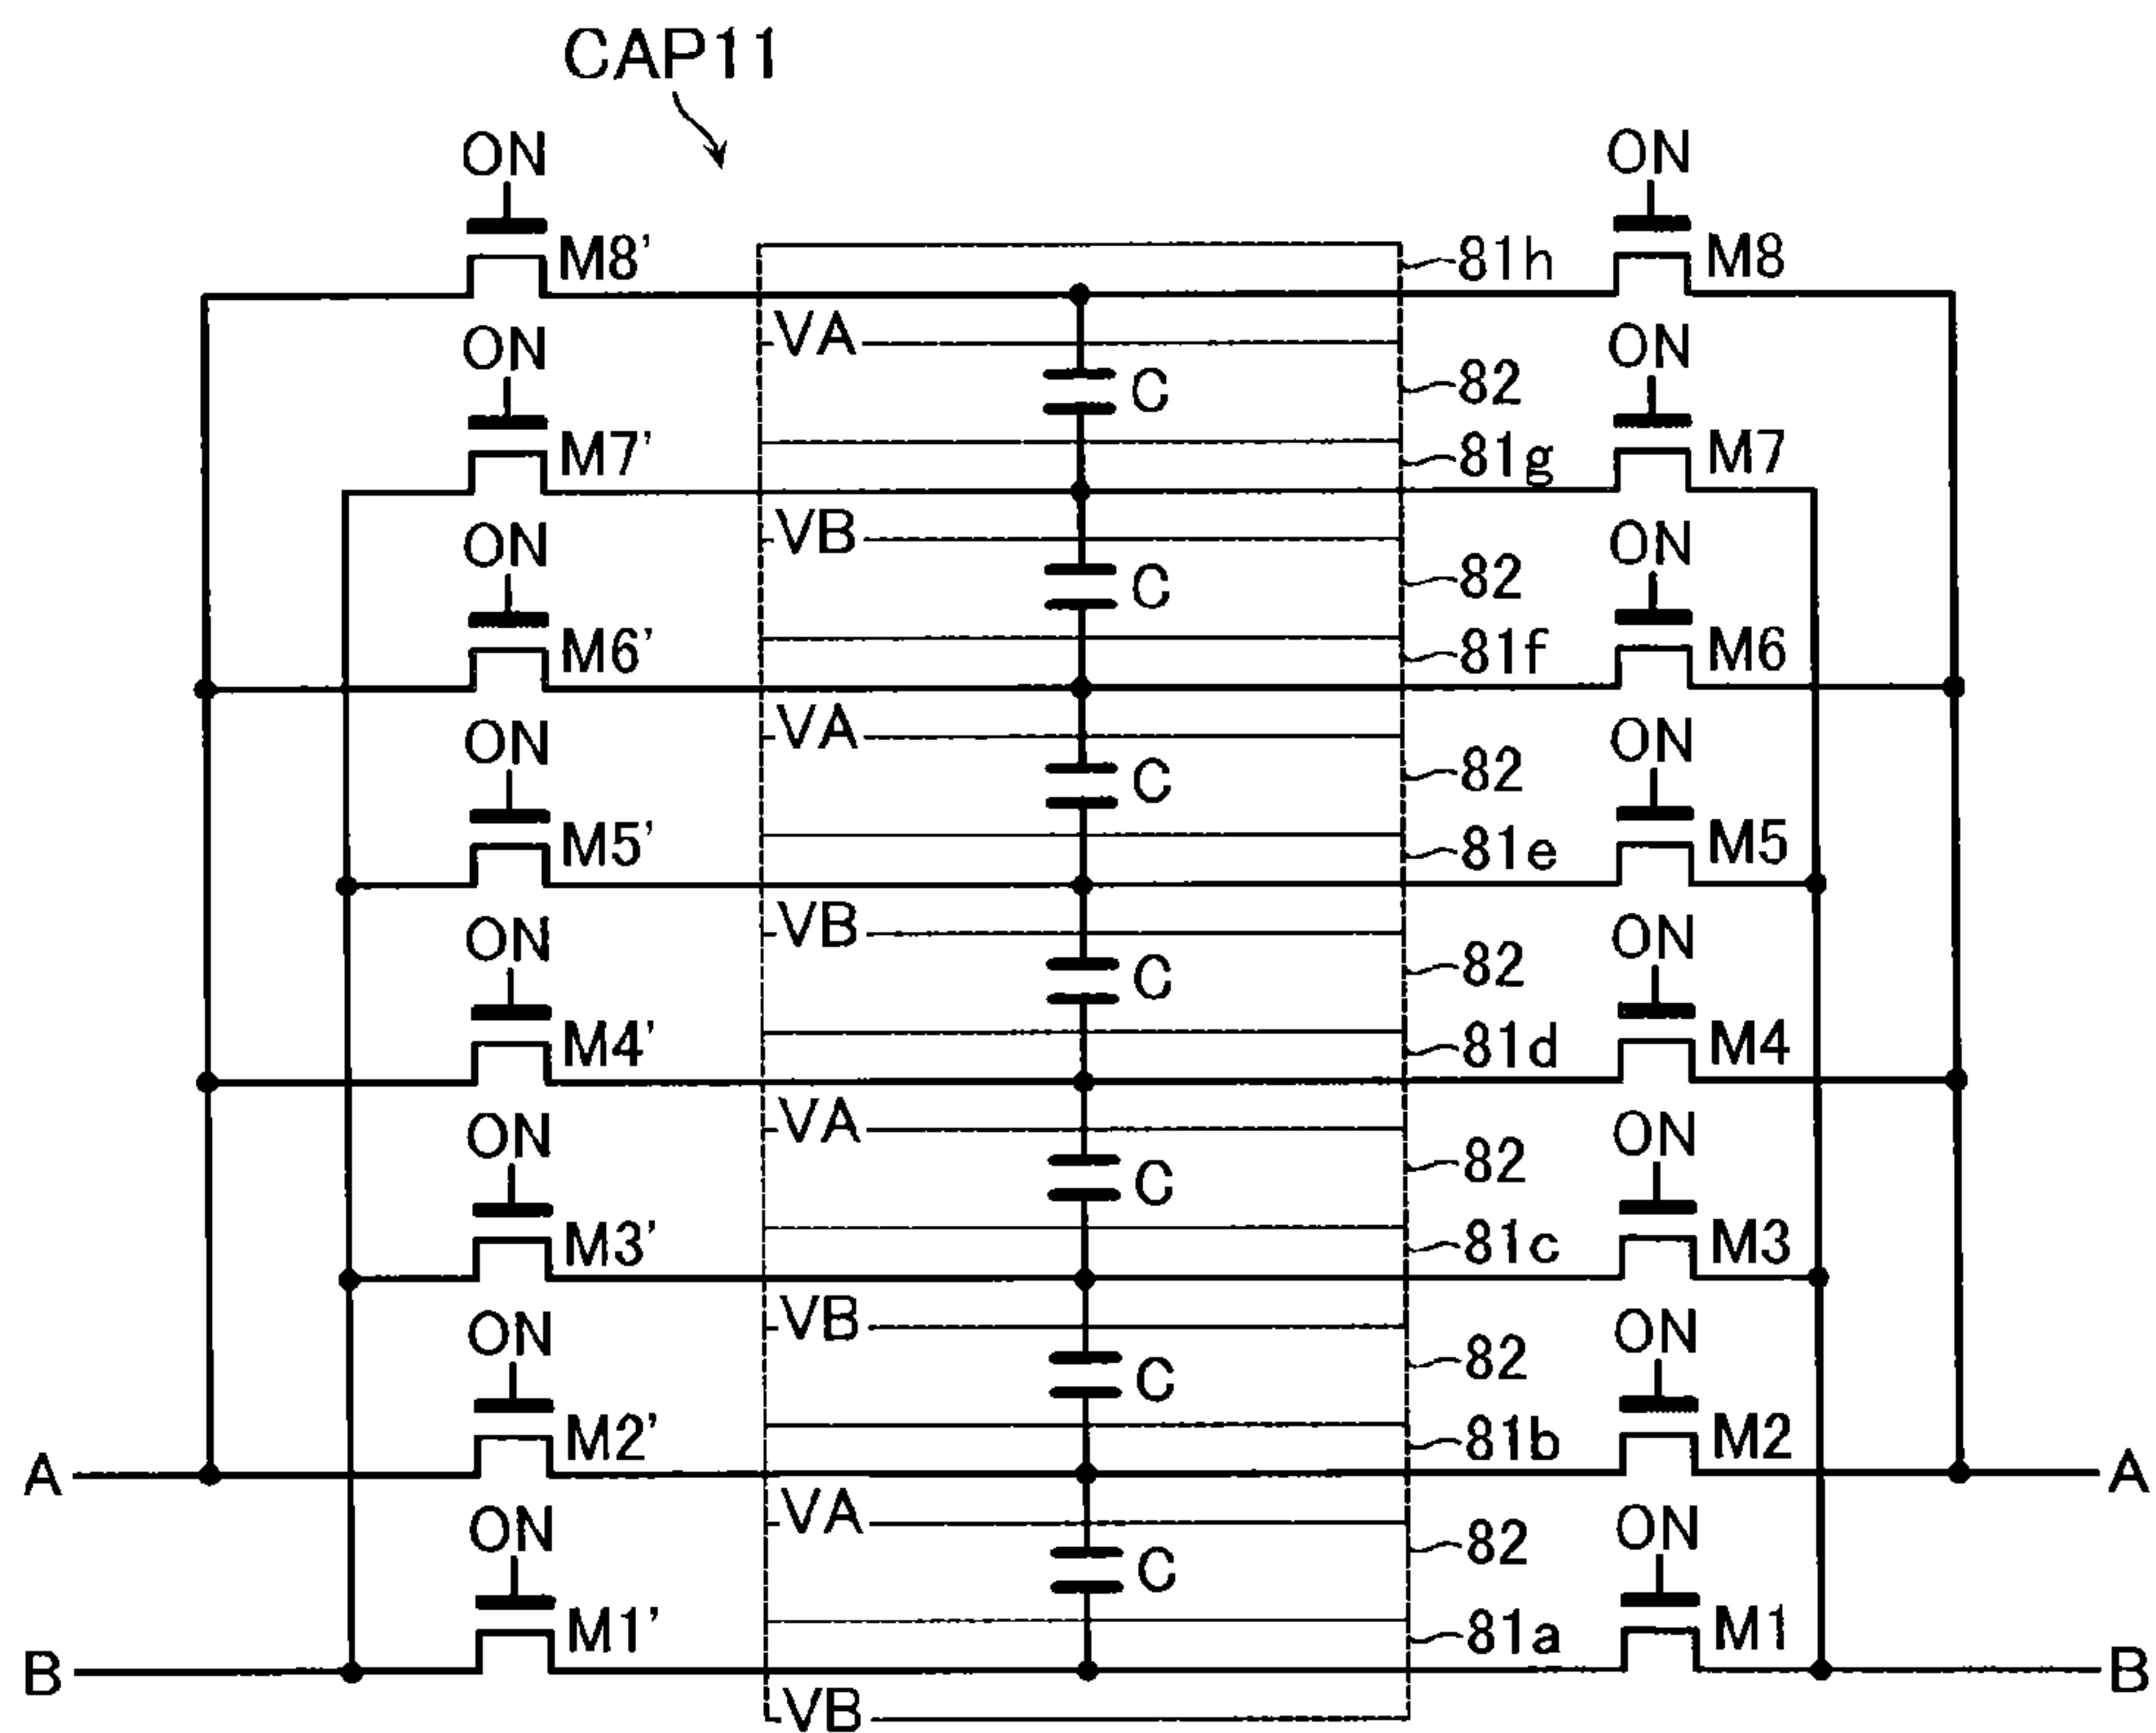 CAP11
ON ON
M8' 81h M8
VA
ON C 82 ON
M7' 81g M7
VB
ON C 82 ON
M6' 81f M6
VA
ON C 82 ON
M5' 81e M5
VB
ON C 82 ON
M4' 81d M4
VA
ON C 82 ON
M3' 81c M3
VB
ON C 82 ON
M2' 81b M2
A A
VA
ON C 82 ON
M1' 81a M1
B B
VB